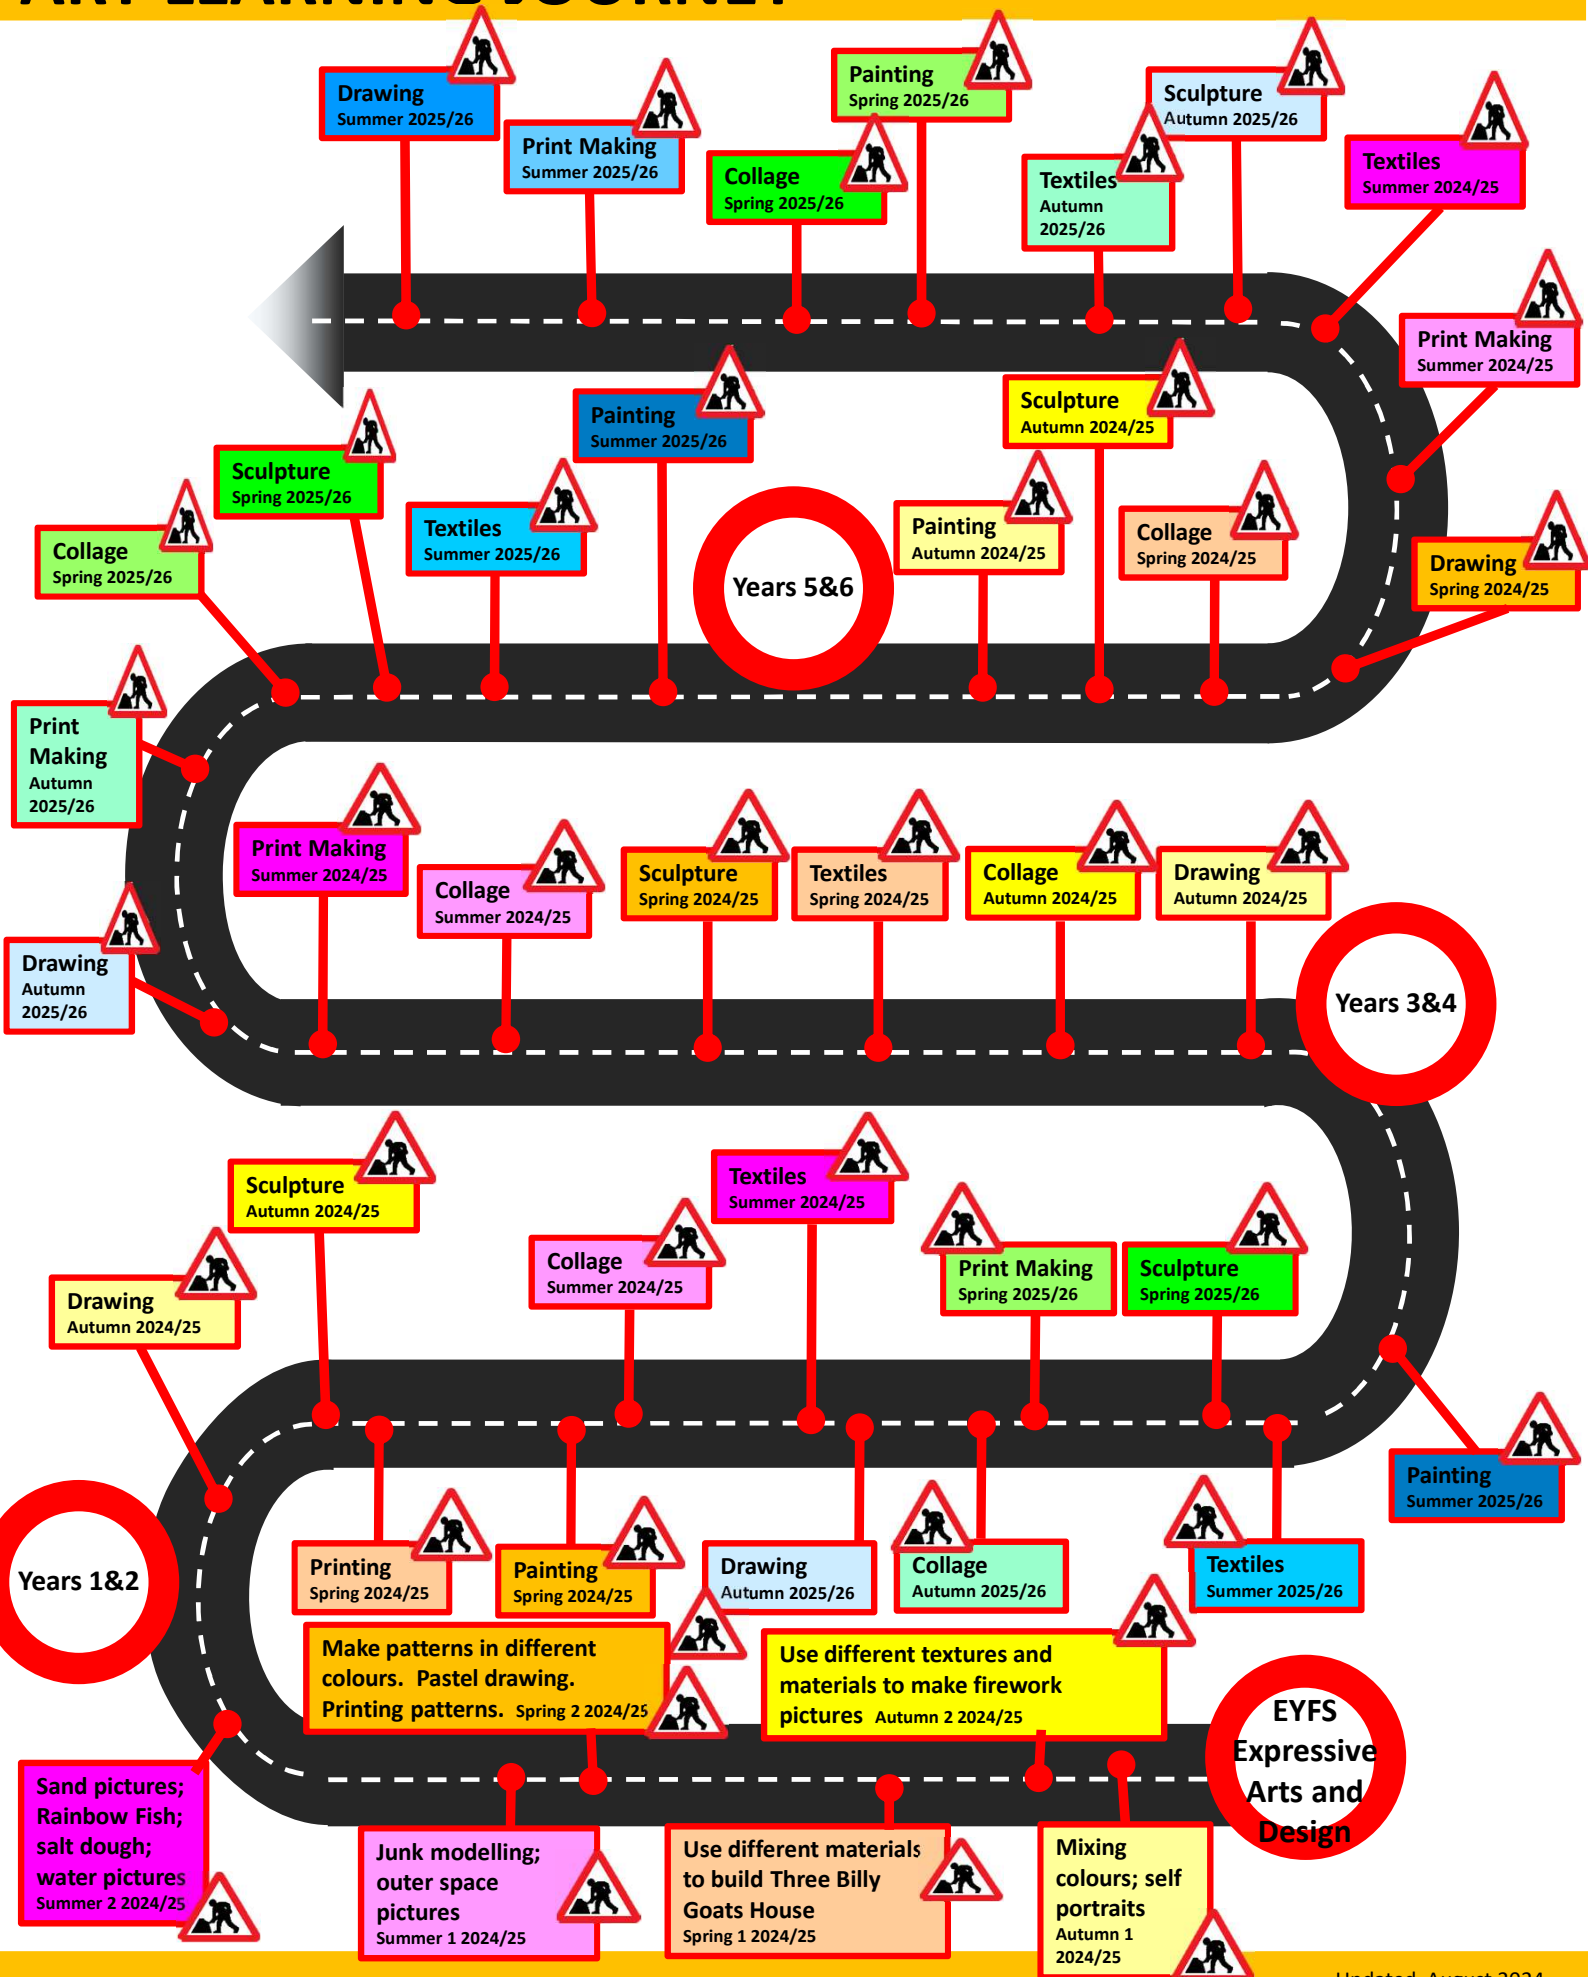 ART LEARNING JOURNEY
Drawing
Summer 2025/26
Print Making
Summer 2025/26
Collage
Spring 2025/26
Painting
Spring 2025/26
Textiles
Autumn
2025/26
Sculpture
Autumn 2025/26
Textiles
Summer 2024/25
Print Making
Summer 2024/25
Drawing
Spring 2024/25
Collage
Spring 2024/25
Sculpture
Autumn 2024/25
Painting
Autumn 2024/25
Years 5&6
Painting
Summer 2025/26
Textiles
Summer 2025/26
Sculpture
Spring 2025/26
Collage
Spring 2025/26
Print
Making
Autumn
2025/26
Drawing
Autumn
2025/26
Print Making
Summer 2024/25
Collage
Summer 2024/25
Sculpture
Spring 2024/25
Textiles
Spring 2024/25
Collage
Autumn 2024/25
Drawing
Autumn 2024/25
Years 3&4
Painting
Summer 2025/26
Textiles
Summer 2025/26
Sculpture
Spring 2025/26
Print Making
Spring 2025/26
Collage
Autumn 2025/26
Drawing
Autumn 2025/26
Textiles
Summer 2024/25
Collage
Summer 2024/25
Painting
Spring 2024/25
Printing
Spring 2024/25
Sculpture
Autumn 2024/25
Drawing
Autumn 2024/25
Years 1&2
Make patterns in different
colours. Pastel drawing.
Printing patterns. Spring 2 2024/25
Use different textures and
materials to make firework
pictures Autumn 2 2024/25
EYFS
Expressive
Arts and
Design
Sand pictures;
Rainbow Fish;
salt dough;
water pictures
Summer 2 2024/25
Junk modelling;
outer space
pictures
Summer 1 2024/25
Use different materials
to build Three Billy
Goats House
Spring 1 2024/25
Mixing
colours; self
portraits
Autumn 1
2024/25
Updated August 2024